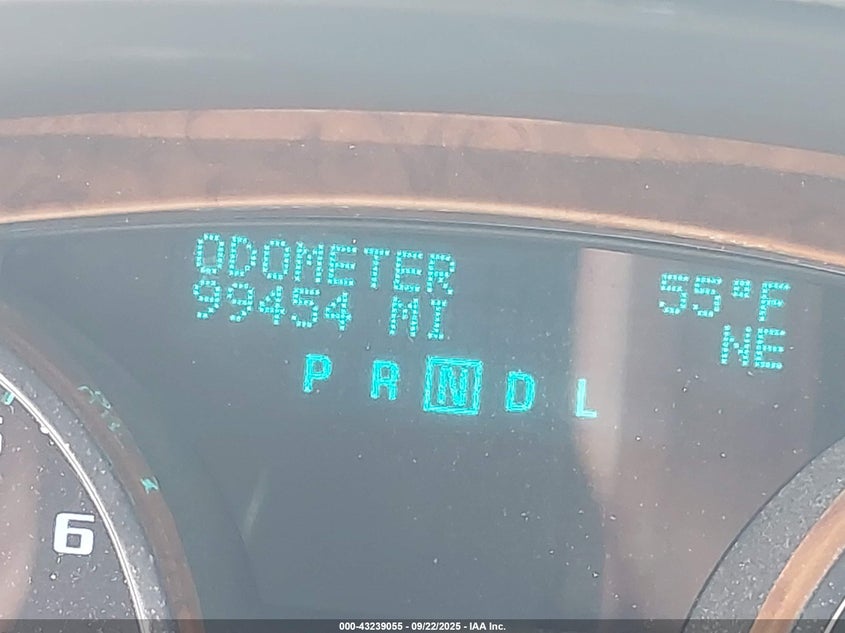 ODOMETER
99454 MI
55°F
NE
P R N D L
6
000-43239055 - 09/22/2025 - IAA Inc.